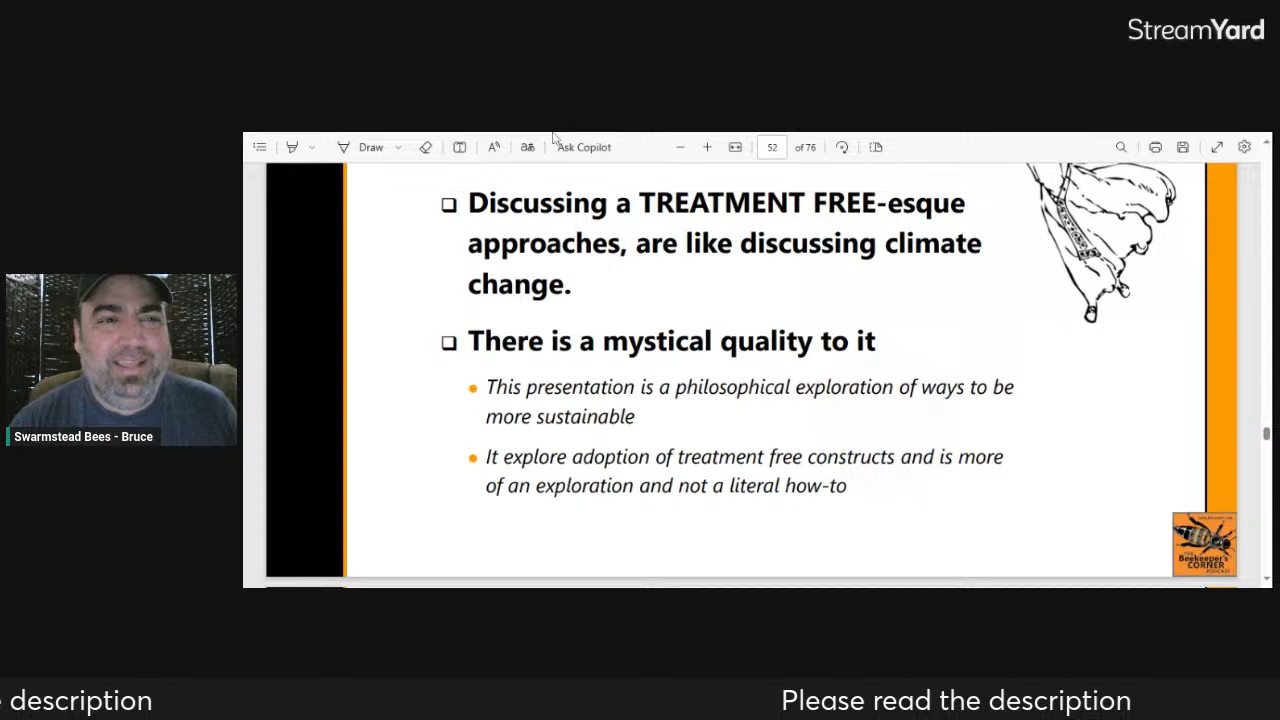 StreamYard
Draw
Ask Copilot
52
of 76
Discussing a TREATMENT FREE-esque
approaches, are like discussing climate
change.
There is a mystical quality to it
This presentation is a philosophical exploration of ways to be
more sustainable
It explore adoption of treatment free constructs and is more
of an exploration and not a literal how-to
THE
Beekeeper's
CORNER
PODCAST
Swarmstead Bees - Bruce
description
Please read the description